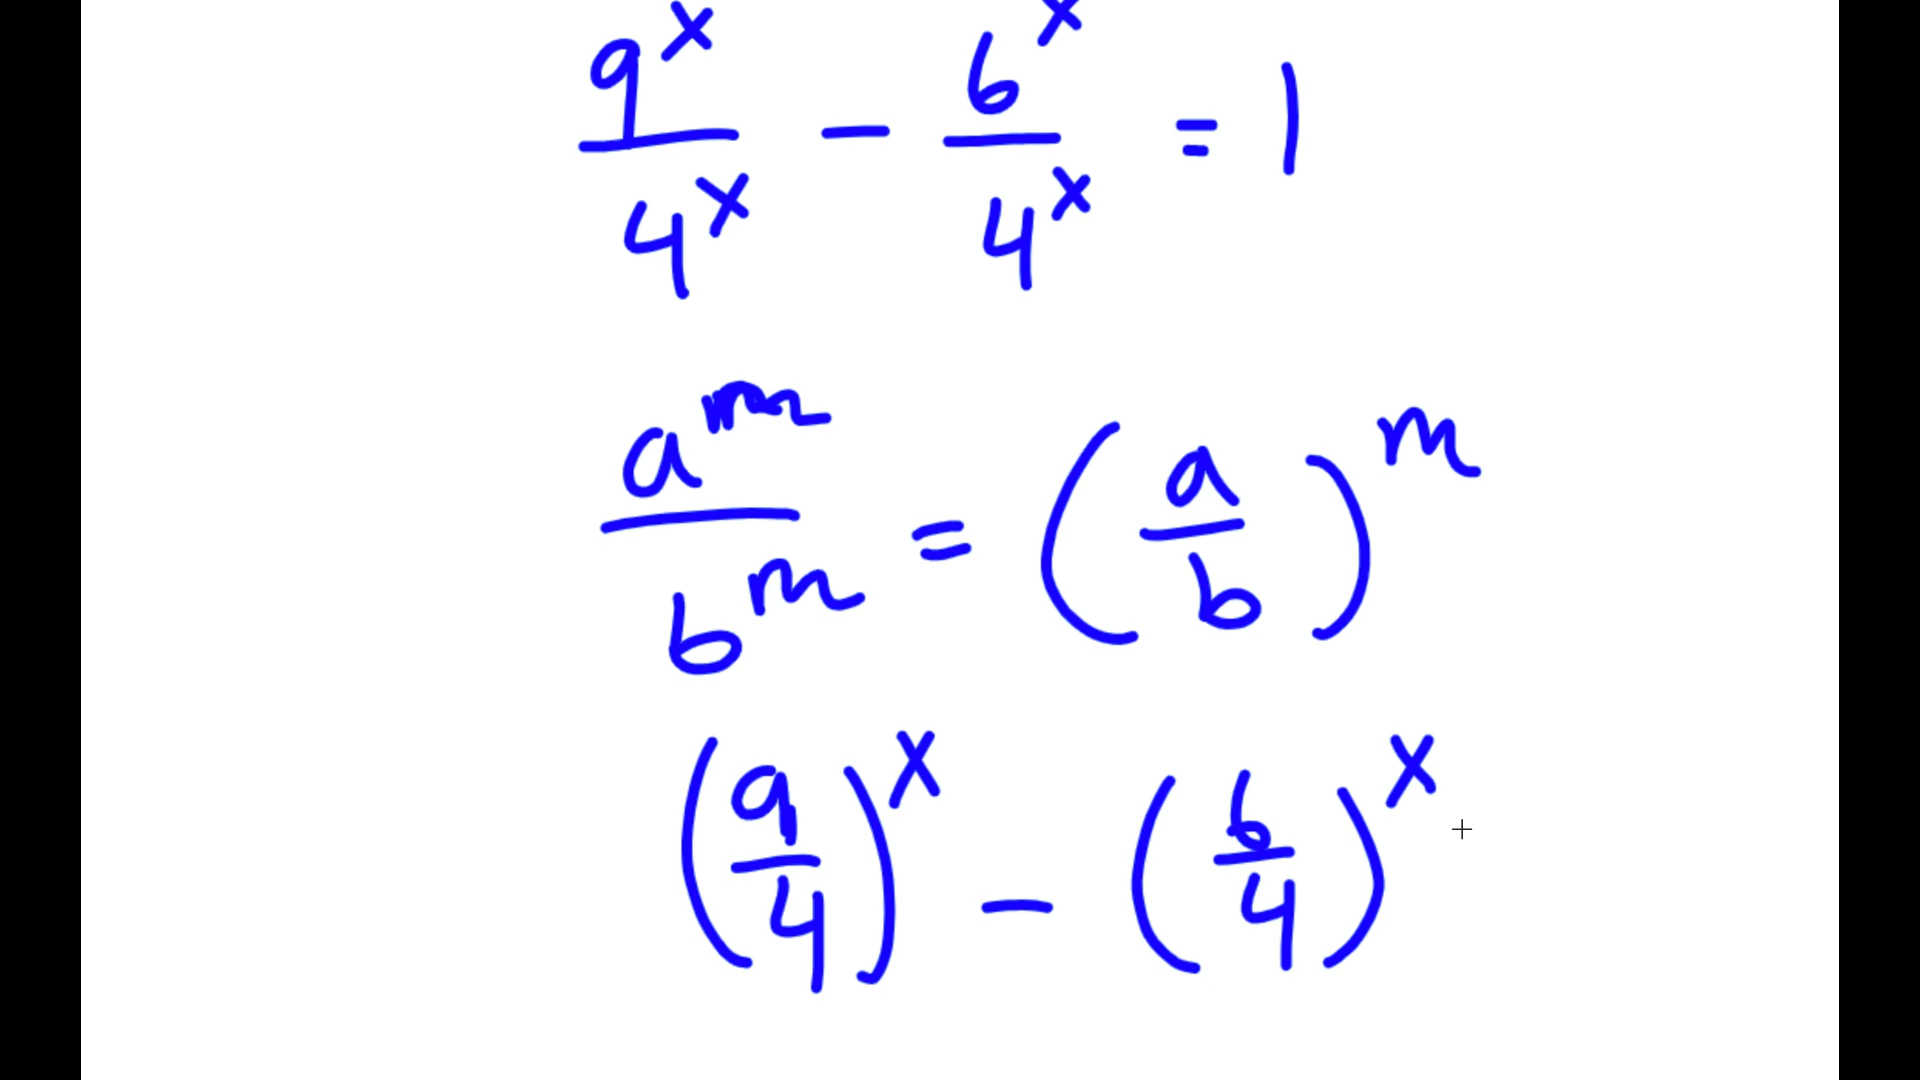 9^x/4^x - 6^x/4^x = 1
a^m/b^m = (a/b)^m
(9/4)^x - (6/4)^x